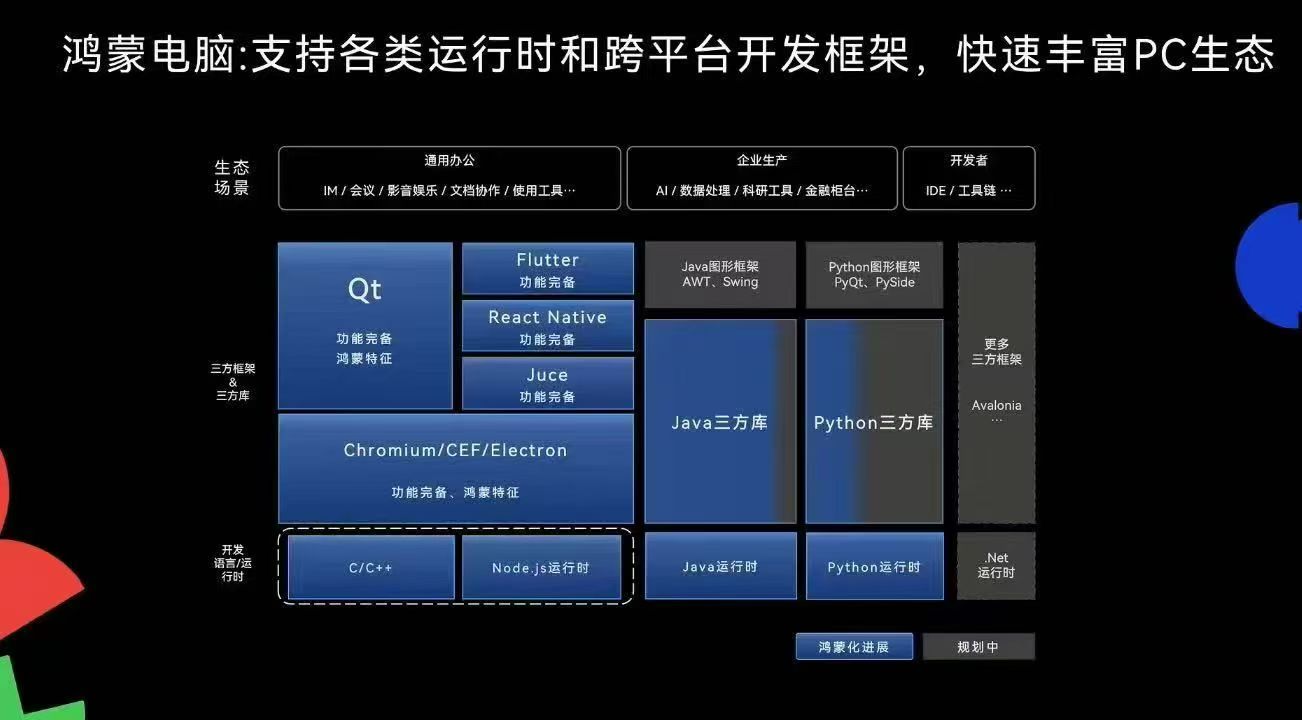 鸿蒙电脑:支持各类运行时和跨平台开发框架，快速丰富PC生态
生态
场景
通用办公
IM / 会议 / 影音娱乐 / 文档协作 / 使用工具…
企业生产
AI / 数据处理 / 科研工具 / 金融柜台…
开发者
IDE / 工具链 …
三方框架
&
三方库
Qt
功能完备
鸿蒙特征
Flutter
功能完备
React Native
功能完备
Juce
功能完备
Chromium/CEF/Electron
功能完备、鸿蒙特征
Java图形框架
AWT、Swing
Java三方库
Python图形框架
PyQt、PySide
Python三方库
更多
三方框架
Avalonia
…
开发
语言/运
行时
C/C++
Node.js运行时
Java运行时
Python运行时
.Net
运行时
鸿蒙化进展
规划中